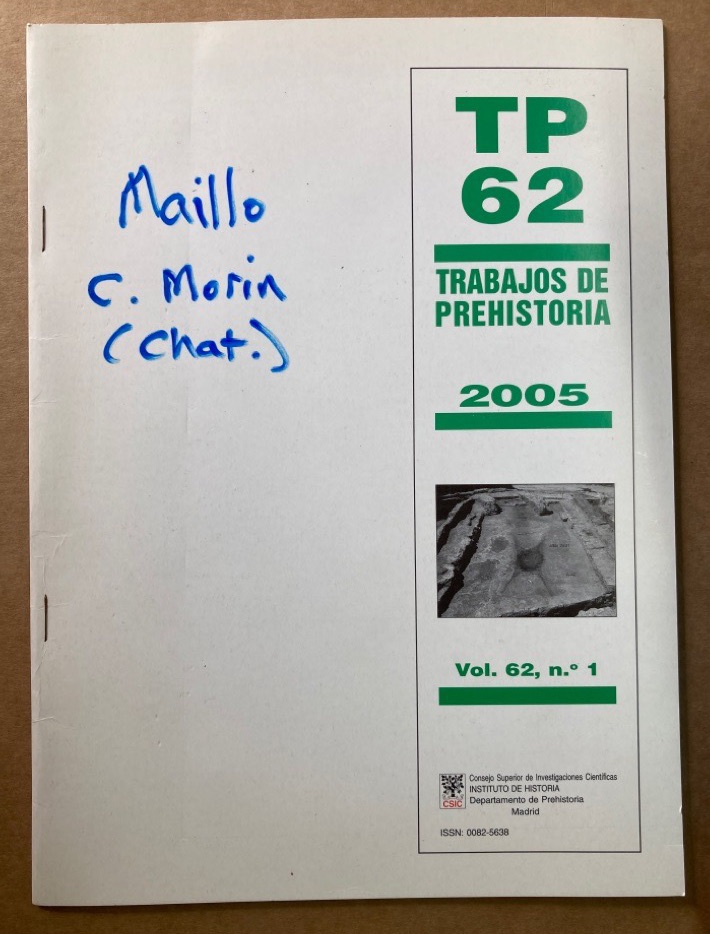 Maillo
C. Morin
(Chat.)
TP
62
TRABAJOS DE
PREHISTORIA
2005
Vol. 62, n.º 1
CSIC
Consejo Superior de Investigaciones Científicas
INSTITUTO DE HISTORIA
Departamento de Prehistoria
Madrid
ISSN: 0082-5638